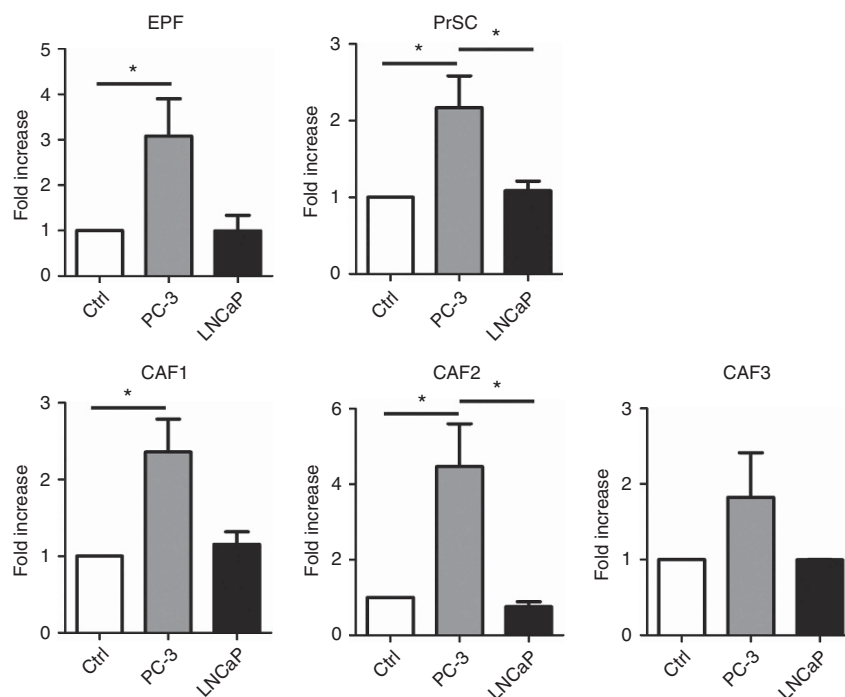 EPF
Fold increase
5
4
3
2
1
0
*
Ctrl
PC-3
LNCaP
PrSC
Fold increase
3
2
1
0
*
*
Ctrl
PC-3
LNCaP
CAF1
Fold increase
3
2
1
0
*
Ctrl
PC-3
LNCaP
CAF2
Fold increase
6
4
2
0
*
*
Ctrl
PC-3
LNCaP
CAF3
Fold increase
3
2
1
0
Ctrl
PC-3
LNCaP